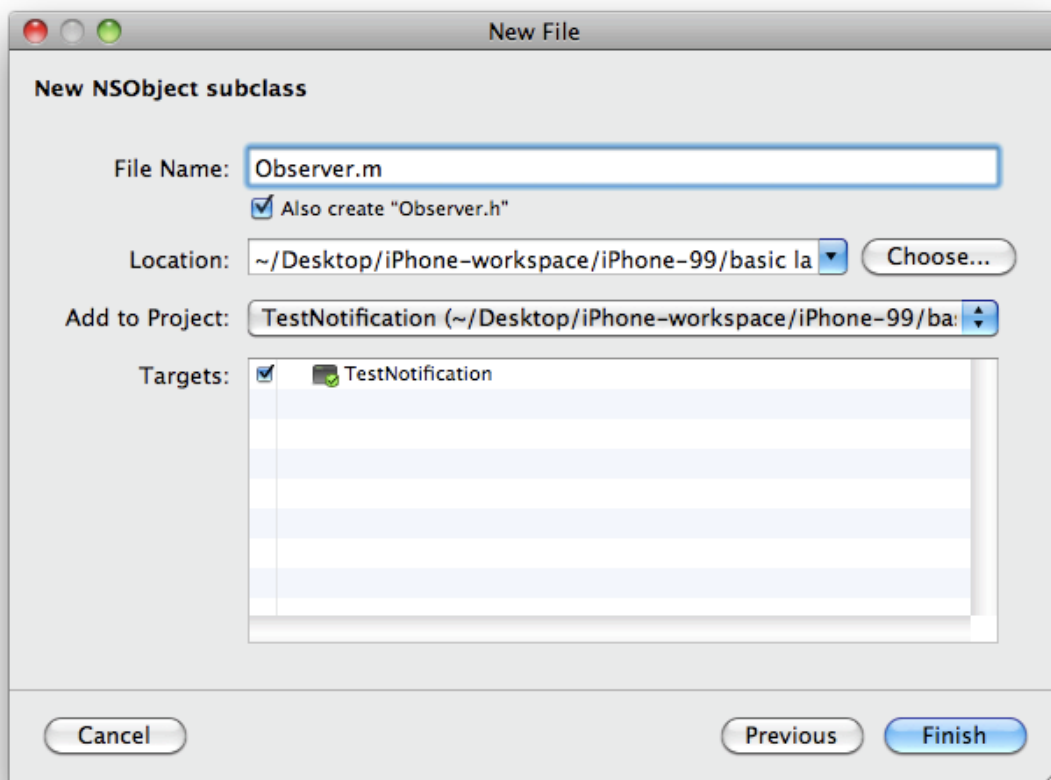 New File
New NSObject subclass
File Name: Observer.m
Also create "Observer.h"
Location: ~/Desktop/iPhone-workspace/iPhone-99/basic la Choose...
Add to Project: TestNotification (~/Desktop/iPhone-workspace/iPhone-99/ba
Targets: TestNotification
Cancel Previous Finish